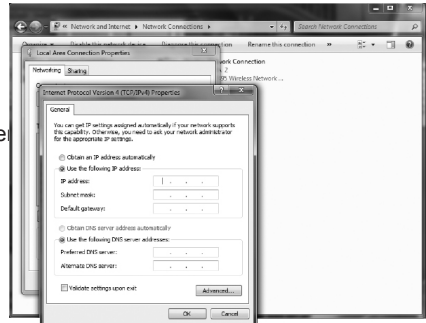 Network and Internet ▸ Network Connections ▸
Search Network Connections
Organize Disable this network device Diagnose this connection Rename this connection »
Local Area Connection Properties
Networking Sharing
work Connection
2
Wireless Network ...
Internet Protocol Version 4 (TCP/IPv4) Properties
General
You can get IP settings assigned automatically if your network supports
this capability. Otherwise, you need to ask your network administrator
for the appropriate IP settings.
Obtain an IP address automatically
Use the following IP address:
IP address:
Subnet mask:
Default gateway:
Obtain DNS server address automatically
Use the following DNS server addresses:
Preferred DNS server:
Alternate DNS server:
Validate settings upon exit
Advanced...
OK Cancel